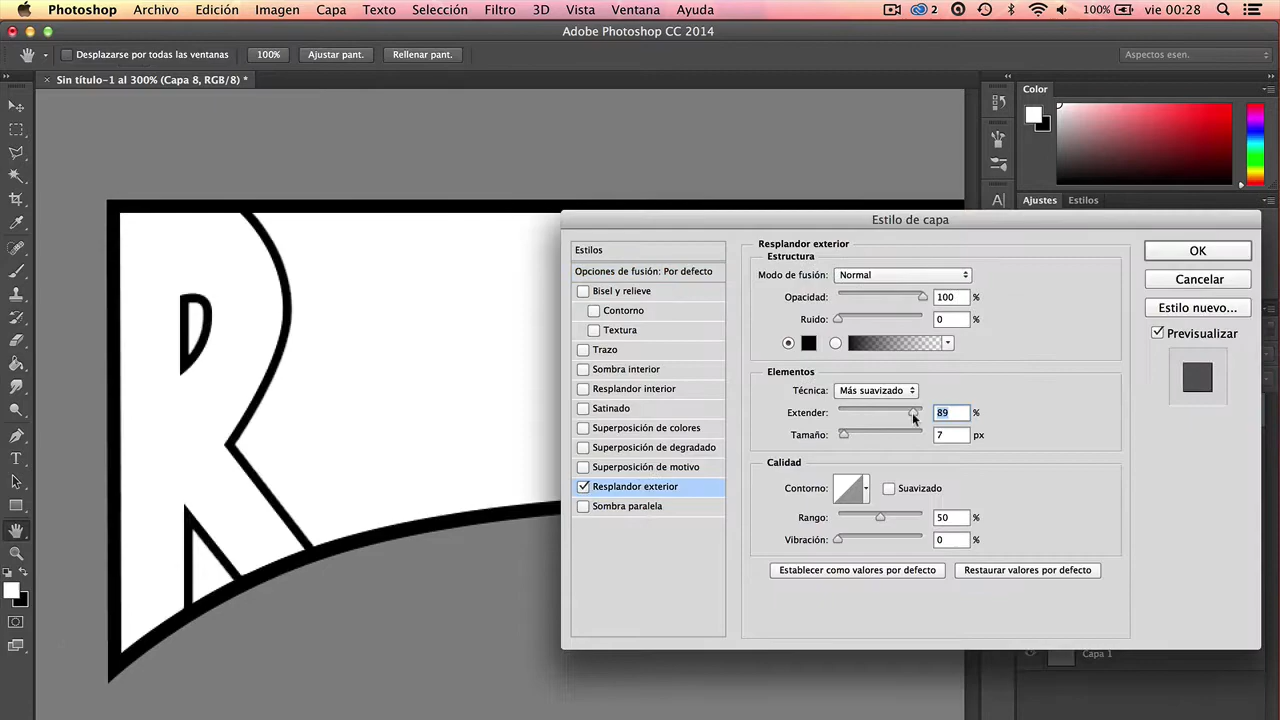 Photoshop Archivo Edición Imagen Capa Texto Selección Filtro 3D Vista Ventana Ayuda 2 100% vie 00:28
Adobe Photoshop CC 2014
Desplazarse por todas las ventanas 100% Ajustar pant. Rellenar pant. Aspectos esen.
× Sin título-1 al 300% (Capa 8, RGB/8) *
Color
Ajustes Estilos
R
Estilo de capa
Estilos
Opciones de fusión: Por defecto
Bisel y relieve
Contorno
Textura
Trazo
Sombra interior
Resplandor interior
Satinado
Superposición de colores
Superposición de degradado
Superposición de motivo
Resplandor exterior
Sombra paralela
Resplandor exterior
Estructura
Modo de fusión: Normal
Opacidad: 100 %
Ruido: 0 %
Elementos
Técnica: Más suavizado
Extender: 89 %
Tamaño: 7 px
Calidad
Contorno: Suavizado
Rango: 50 %
Vibración: 0 %
Establecer como valores por defecto Restaurar valores por defecto
OK
Cancelar
Estilo nuevo...
Previsualizar
Capa 1